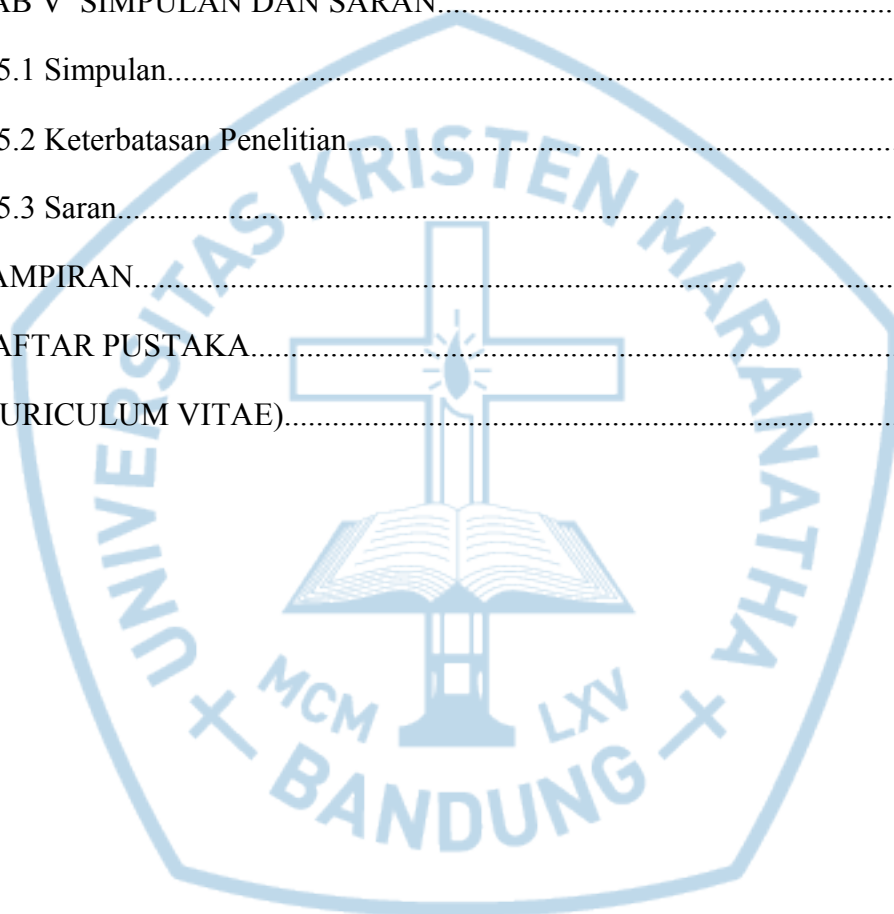 AB V SIMPULAN DAN SARAN................................................................
5.1 Simpulan................................................................
5.2 Keterbatasan Penelitian................................................................
5.3 Saran................................................................
AMPIRAN................................................................
AFTAR PUSTAKA................................................................
URICULUM VITAE)................................................................
UNIVERSITAS KRISTEN MARANATHA
MCM LXV
BANDUNG